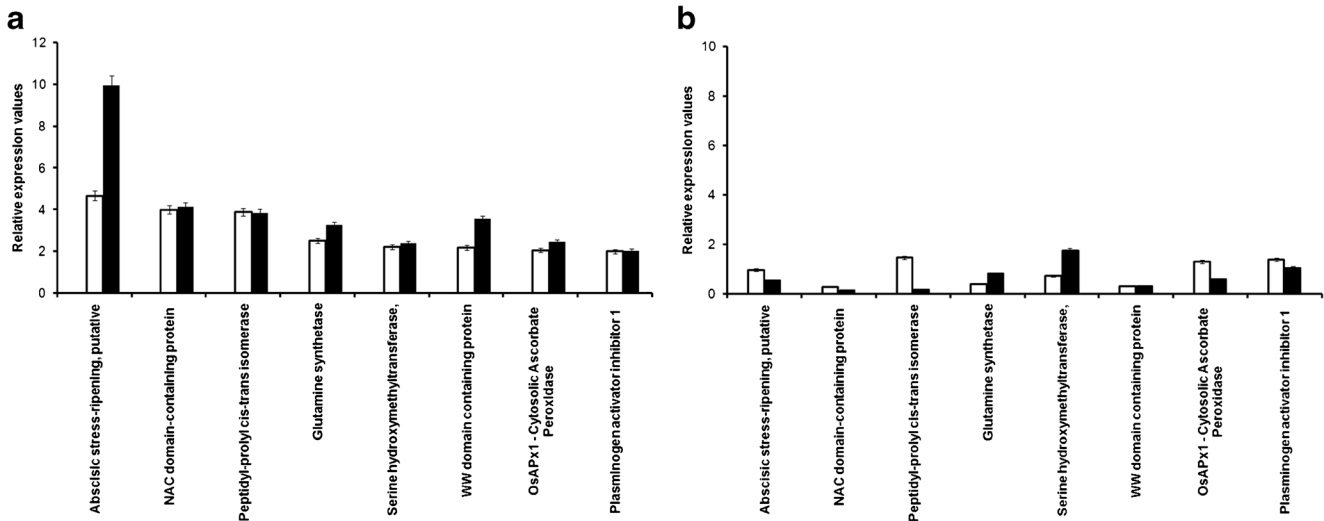 a
12
10
8
6
4
2
0
Relative expression values
Abscisic stress-ripening, putative
NAC domain-containing protein
Peptidyl-prolyl cis-trans isomerase
Glutamine synthetase
Serine hydroxymethyltransferase,
WW domain containing protein
OsAPx1 - Cytosolic Ascorbate
Peroxidase
Plasminogen activator inhibitor 1
b
10
8
6
4
2
0
Relative expression values
Abscisic stress-ripening, putative
NAC domain-containing protein
Peptidyl-prolyl cis-trans isomerase
Glutamine synthetase
Serine hydroxymethyltransferase,
WW domain containing protein
OsAPx1 - Cytosolic Ascorbate
Peroxidase
Plasminogen activator inhibitor 1